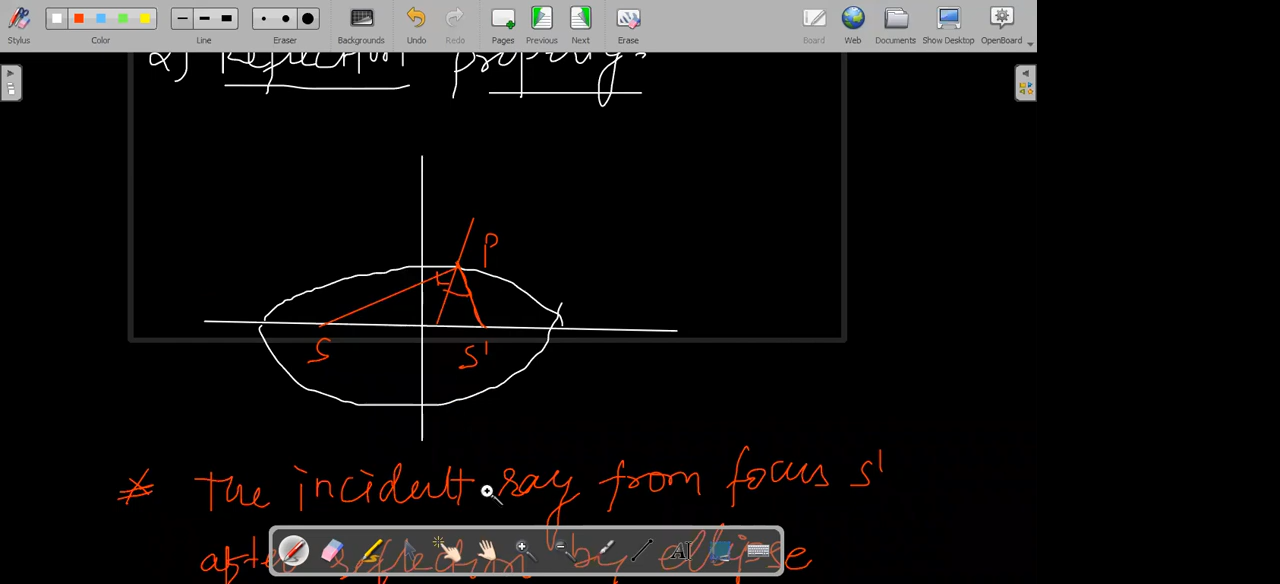 Stylus Color Line Eraser Backgrounds Undo Redo Pages Previous Next Erase Board Web Documents Show Desktop OpenBoard
2) Reflection property:
P
S S'
* The incident ray from focus S'
after reflection by ellipse